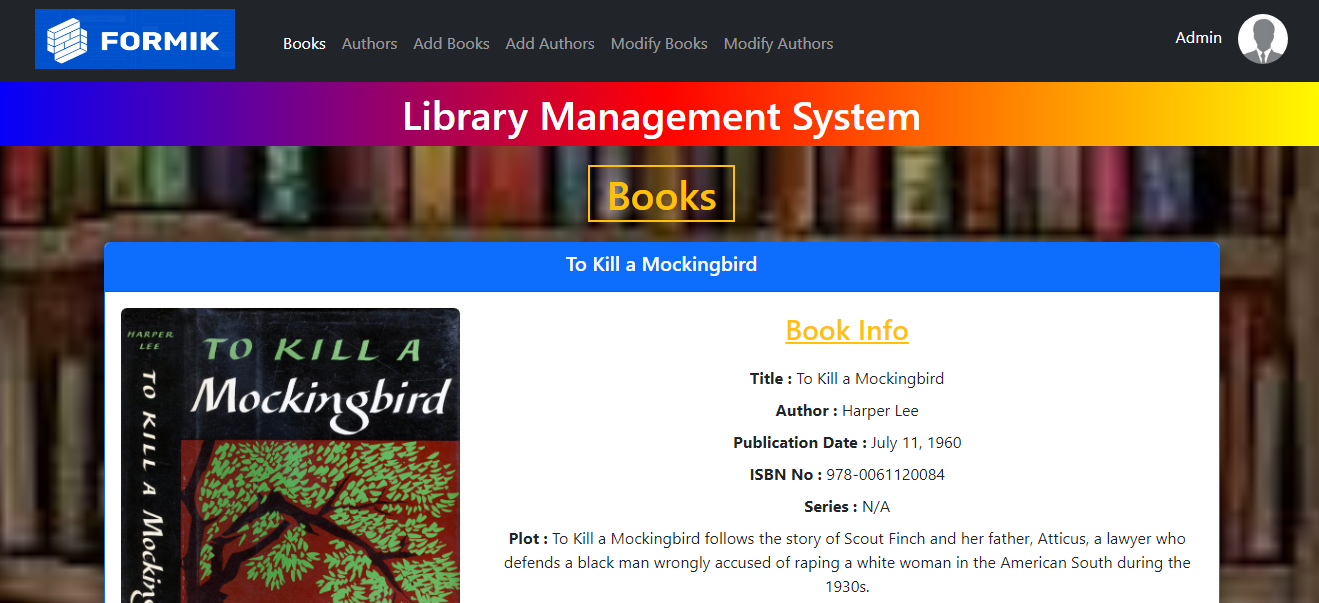 FORMIK
Books Authors Add Books Add Authors Modify Books Modify Authors
Admin
Library Management System
Books
To Kill a Mockingbird
HARPER
LEE
TO KILL A
Mockingbird
TO KILL A Mockin
Book Info
Title : To Kill a Mockingbird
Author : Harper Lee
Publication Date : July 11, 1960
ISBN No : 978-0061120084
Series : N/A
Plot : To Kill a Mockingbird follows the story of Scout Finch and her father, Atticus, a lawyer who
defends a black man wrongly accused of raping a white woman in the American South during the
1930s.